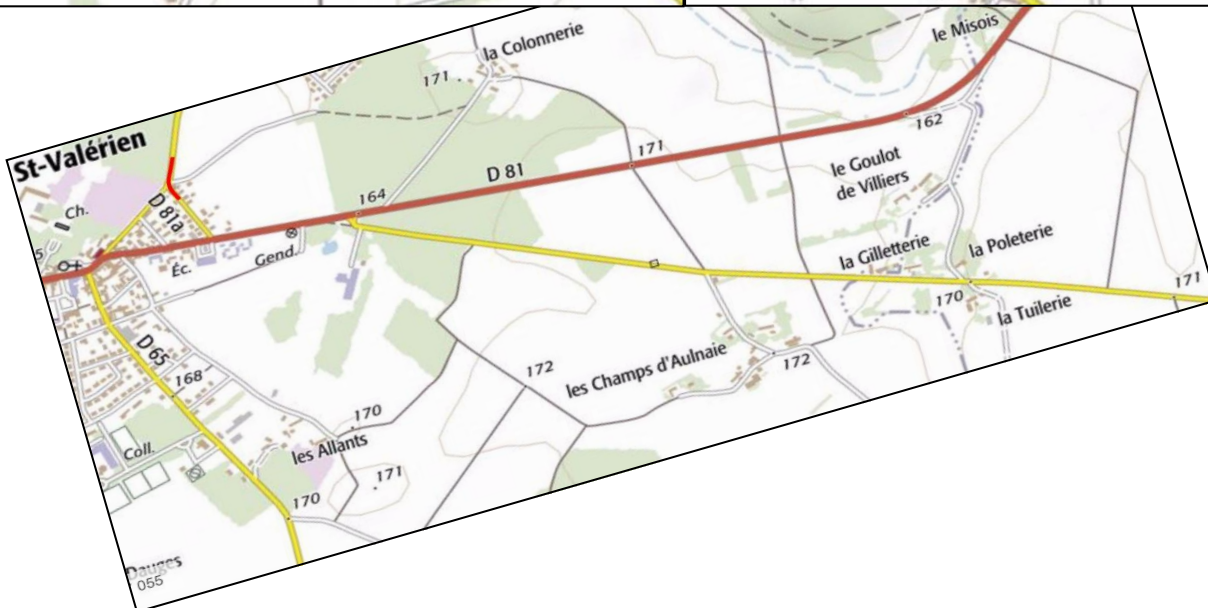 le Misois
la Colonnerie
171
162
St-Valérien
171
le Goulot
de Villiers
D 81
164
Ch.
D 81a
la Poleterie
la Gilletterie
5
Gend.
Éc.
171
170
la Tuilerie
D 65
172
172
les Champs d'Aulnaie
168
170
les Allants
Coll.
171
170
Dauges
055